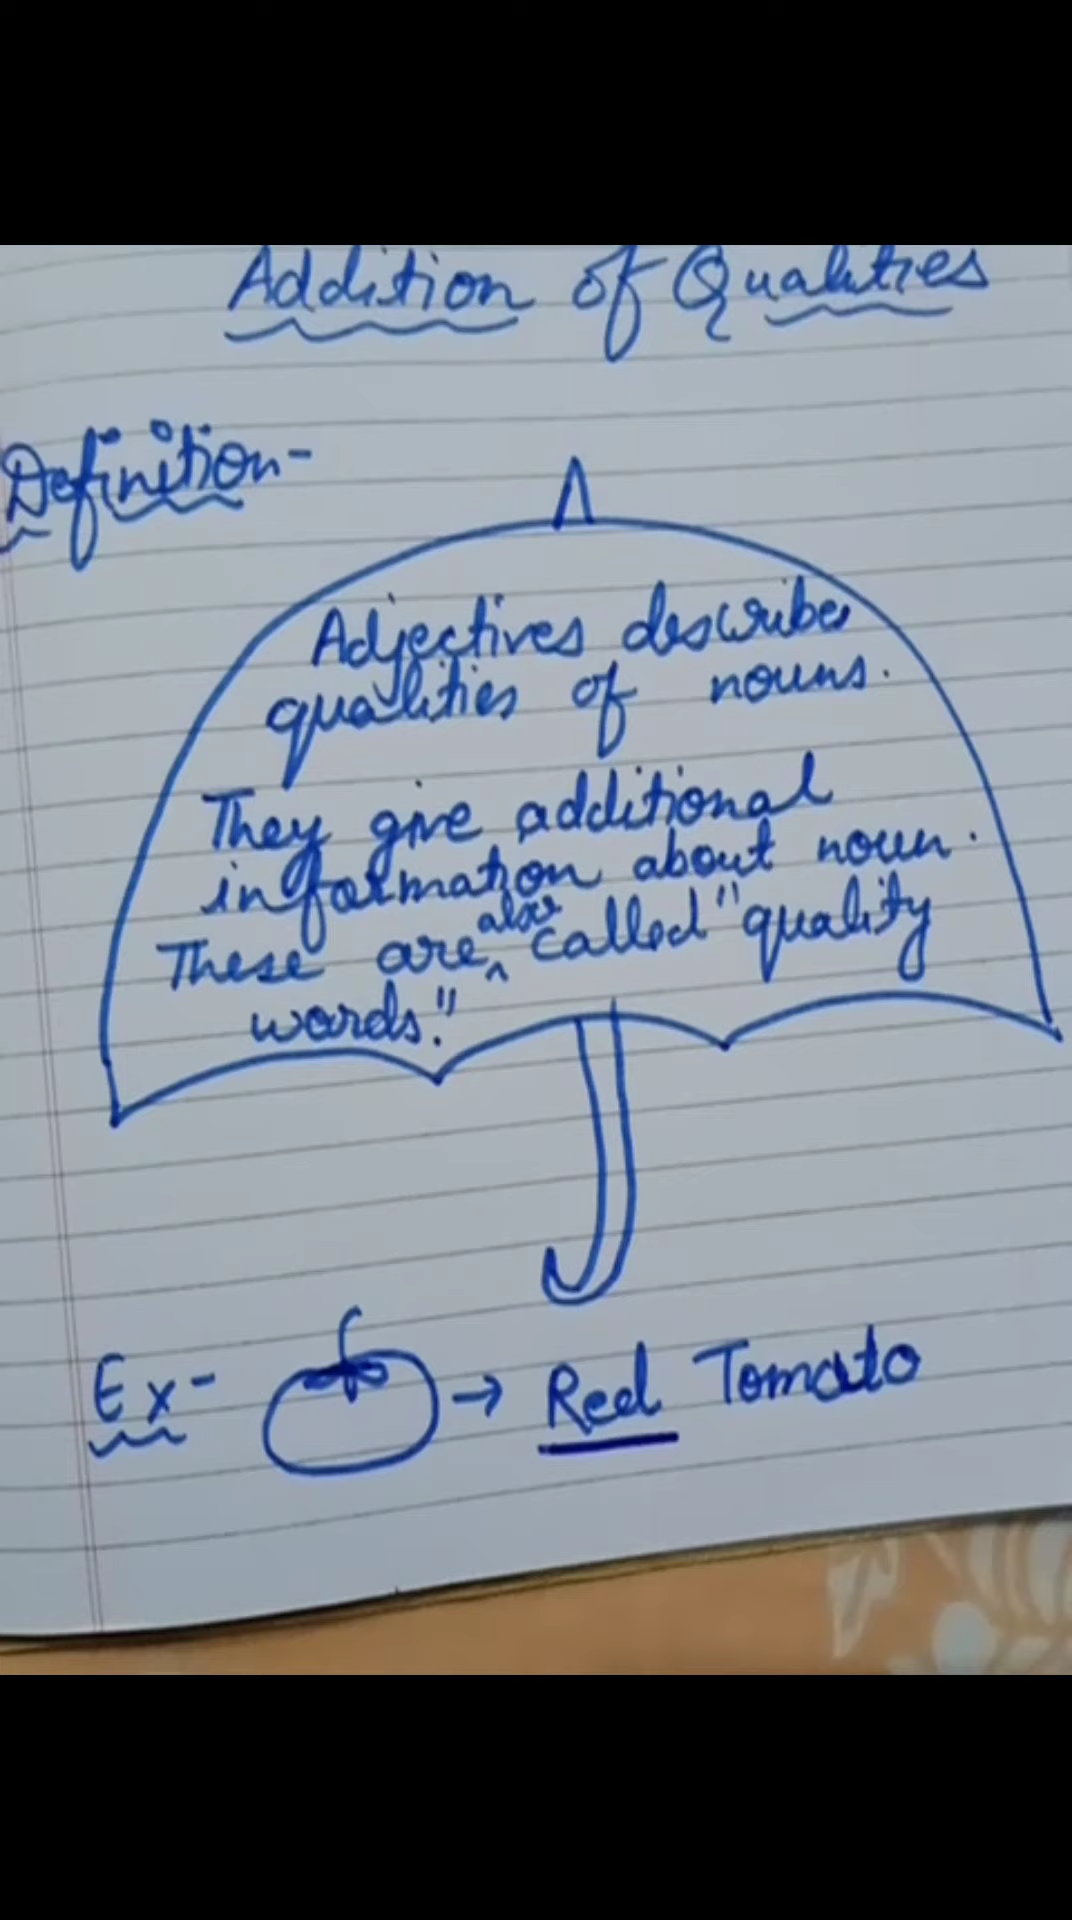 Addition of Qualities
Definition-
Adjectives describe
qualities of nouns.
They give additional
information about noun.
These are also called "quality
words."
Ex- → Red Tomato